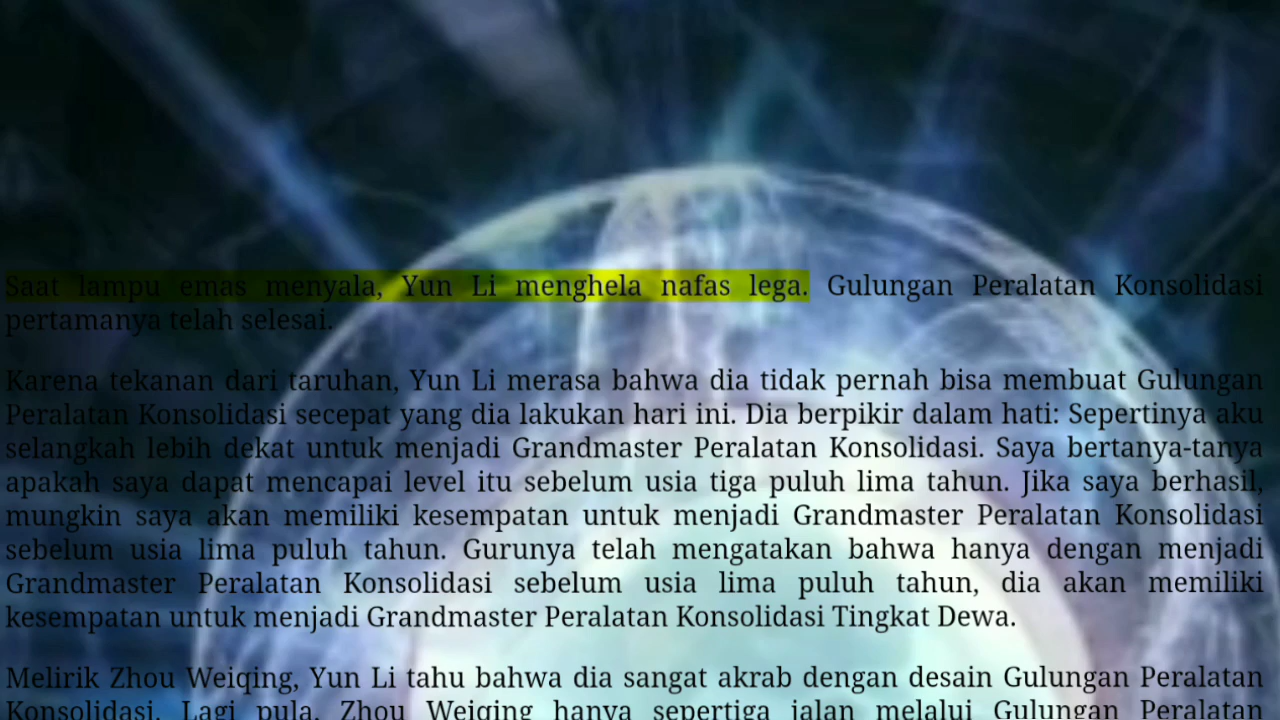 Saat lampu emas menyala, Yun Li menghela nafas lega. Gulungan Peralatan Konsolidasi
pertamanya telah selesai.
Karena tekanan dari taruhan, Yun Li merasa bahwa dia tidak pernah bisa membuat Gulungan
Peralatan Konsolidasi secepat yang dia lakukan hari ini. Dia berpikir dalam hati: Sepertinya aku
selangkah lebih dekat untuk menjadi Grandmaster Peralatan Konsolidasi. Saya bertanya-tanya
apakah saya dapat mencapai level itu sebelum usia tiga puluh lima tahun. Jika saya berhasil,
mungkin saya akan memiliki kesempatan untuk menjadi Grandmaster Peralatan Konsolidasi
sebelum usia lima puluh tahun. Gurunya telah mengatakan bahwa hanya dengan menjadi
Grandmaster Peralatan Konsolidasi sebelum usia lima puluh tahun, dia akan memiliki
kesempatan untuk menjadi Grandmaster Peralatan Konsolidasi Tingkat Dewa.
Melirik Zhou Weiqing, Yun Li tahu bahwa dia sangat akrab dengan desain Gulungan Peralatan
Konsolidasi. Lagi pula, Zhou Weiqing hanya sepertiga jalan melalui Gulungan Peralatan